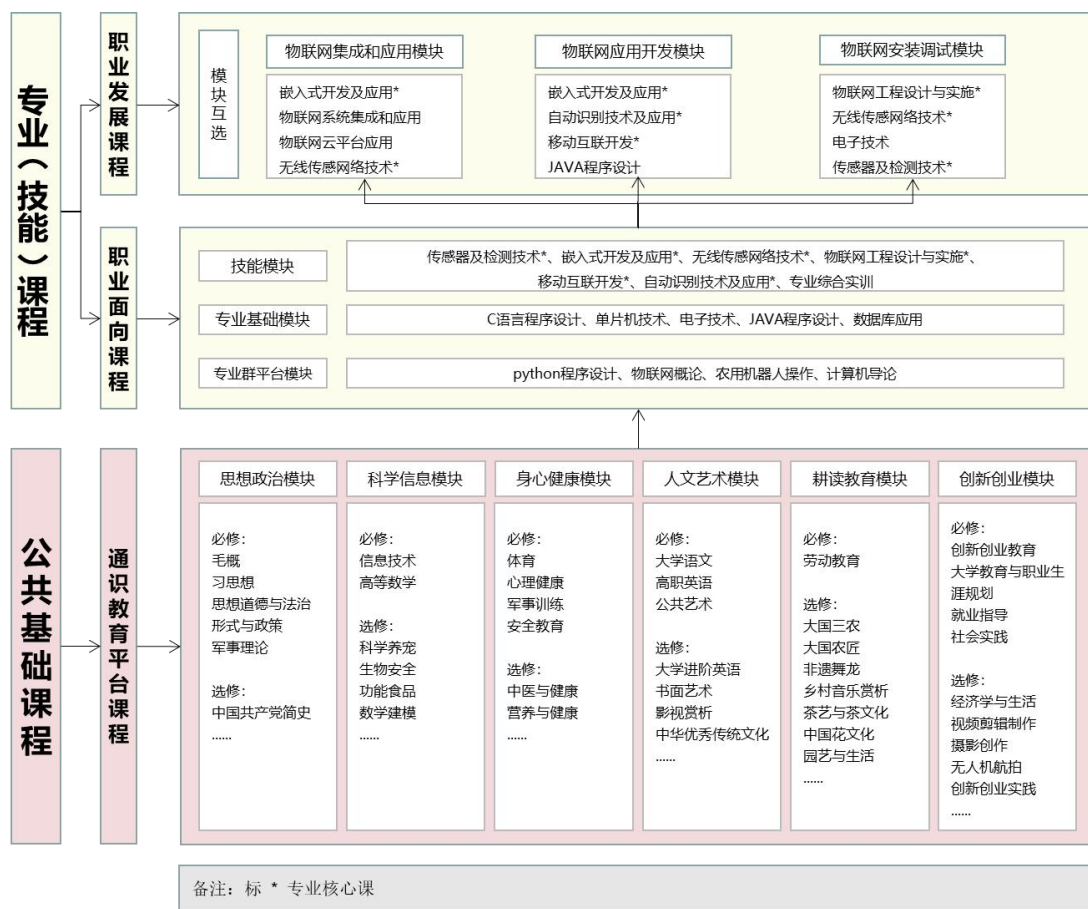 专业（技能）课程
职业发展课程
模块互选
物联网集成和应用模块
嵌入式开发及应用*
物联网系统集成和应用
物联网云平台应用
无线传感网络技术*
物联网应用开发模块
嵌入式开发及应用*
自动识别技术及应用*
移动互联开发*
JAVA程序设计
物联网安装调试模块
物联网工程设计与实施*
无线传感网络技术*
电子技术
传感器及检测技术*
职业面向课程
技能模块
传感器及检测技术*、嵌入式开发及应用*、无线传感网络技术*、物联网工程设计与实施*、
移动互联开发*、自动识别技术及应用*、专业综合实训
专业基础模块
C语言程序设计、单片机技术、电子技术、JAVA程序设计、数据库应用
专业群平台模块
python程序设计、物联网概论、农用机器人操作、计算机导论
公共基础课程
通识教育平台课程
思想政治模块
必修：
毛概
习思想
思想道德与法治
形式与政策
军事理论
选修：
中国共产党简史
......
科学信息模块
必修：
信息技术
高等数学
选修：
科学养宠
生物安全
功能食品
数学建模
......
身心健康模块
必修：
体育
心理健康
军事训练
安全教育
选修：
中医与健康
营养与健康
......
人文艺术模块
必修：
大学语文
高职英语
公共艺术
选修：
大学进阶英语
书面艺术
影视赏析
中华优秀传统文化
......
耕读教育模块
必修：
劳动教育
选修：
大国三农
大国农匠
非遗舞龙
乡村音乐赏析
茶艺与茶文化
中国花文化
园艺与生活
......
创新创业模块
必修：
创新创业教育
大学教育与职业生
涯规划
就业指导
社会实践
选修：
经济学与生活
视频剪辑制作
摄影创作
无人机航拍
创新创业实践
......
备注：标 * 专业核心课